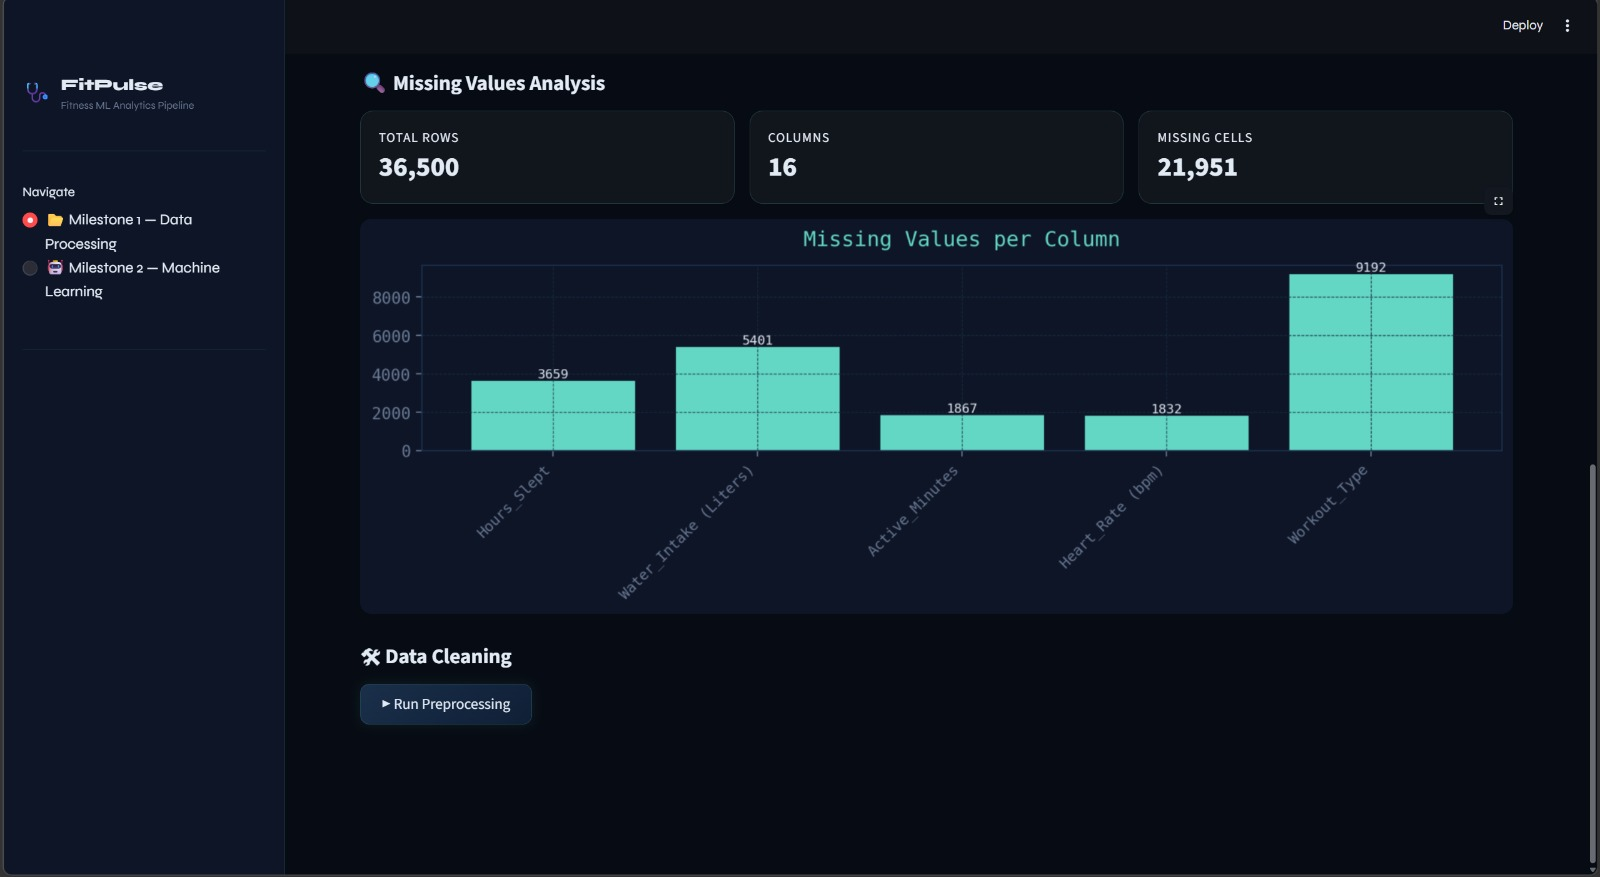 Deploy
FitPulse
Fitness ML Analytics Pipeline
Navigate
Milestone 1 — Data
Processing
Milestone 2 — Machine
Learning
Missing Values Analysis
TOTAL ROWS
36,500
COLUMNS
16
MISSING CELLS
21,951
Missing Values per Column
8000
6000
4000
2000
0
3659
5401
1867
1832
9192
Hours_Slept
Water_Intake (Liters)
Active_Minutes
Heart_Rate (bpm)
Workout_Type
Data Cleaning
Run Preprocessing